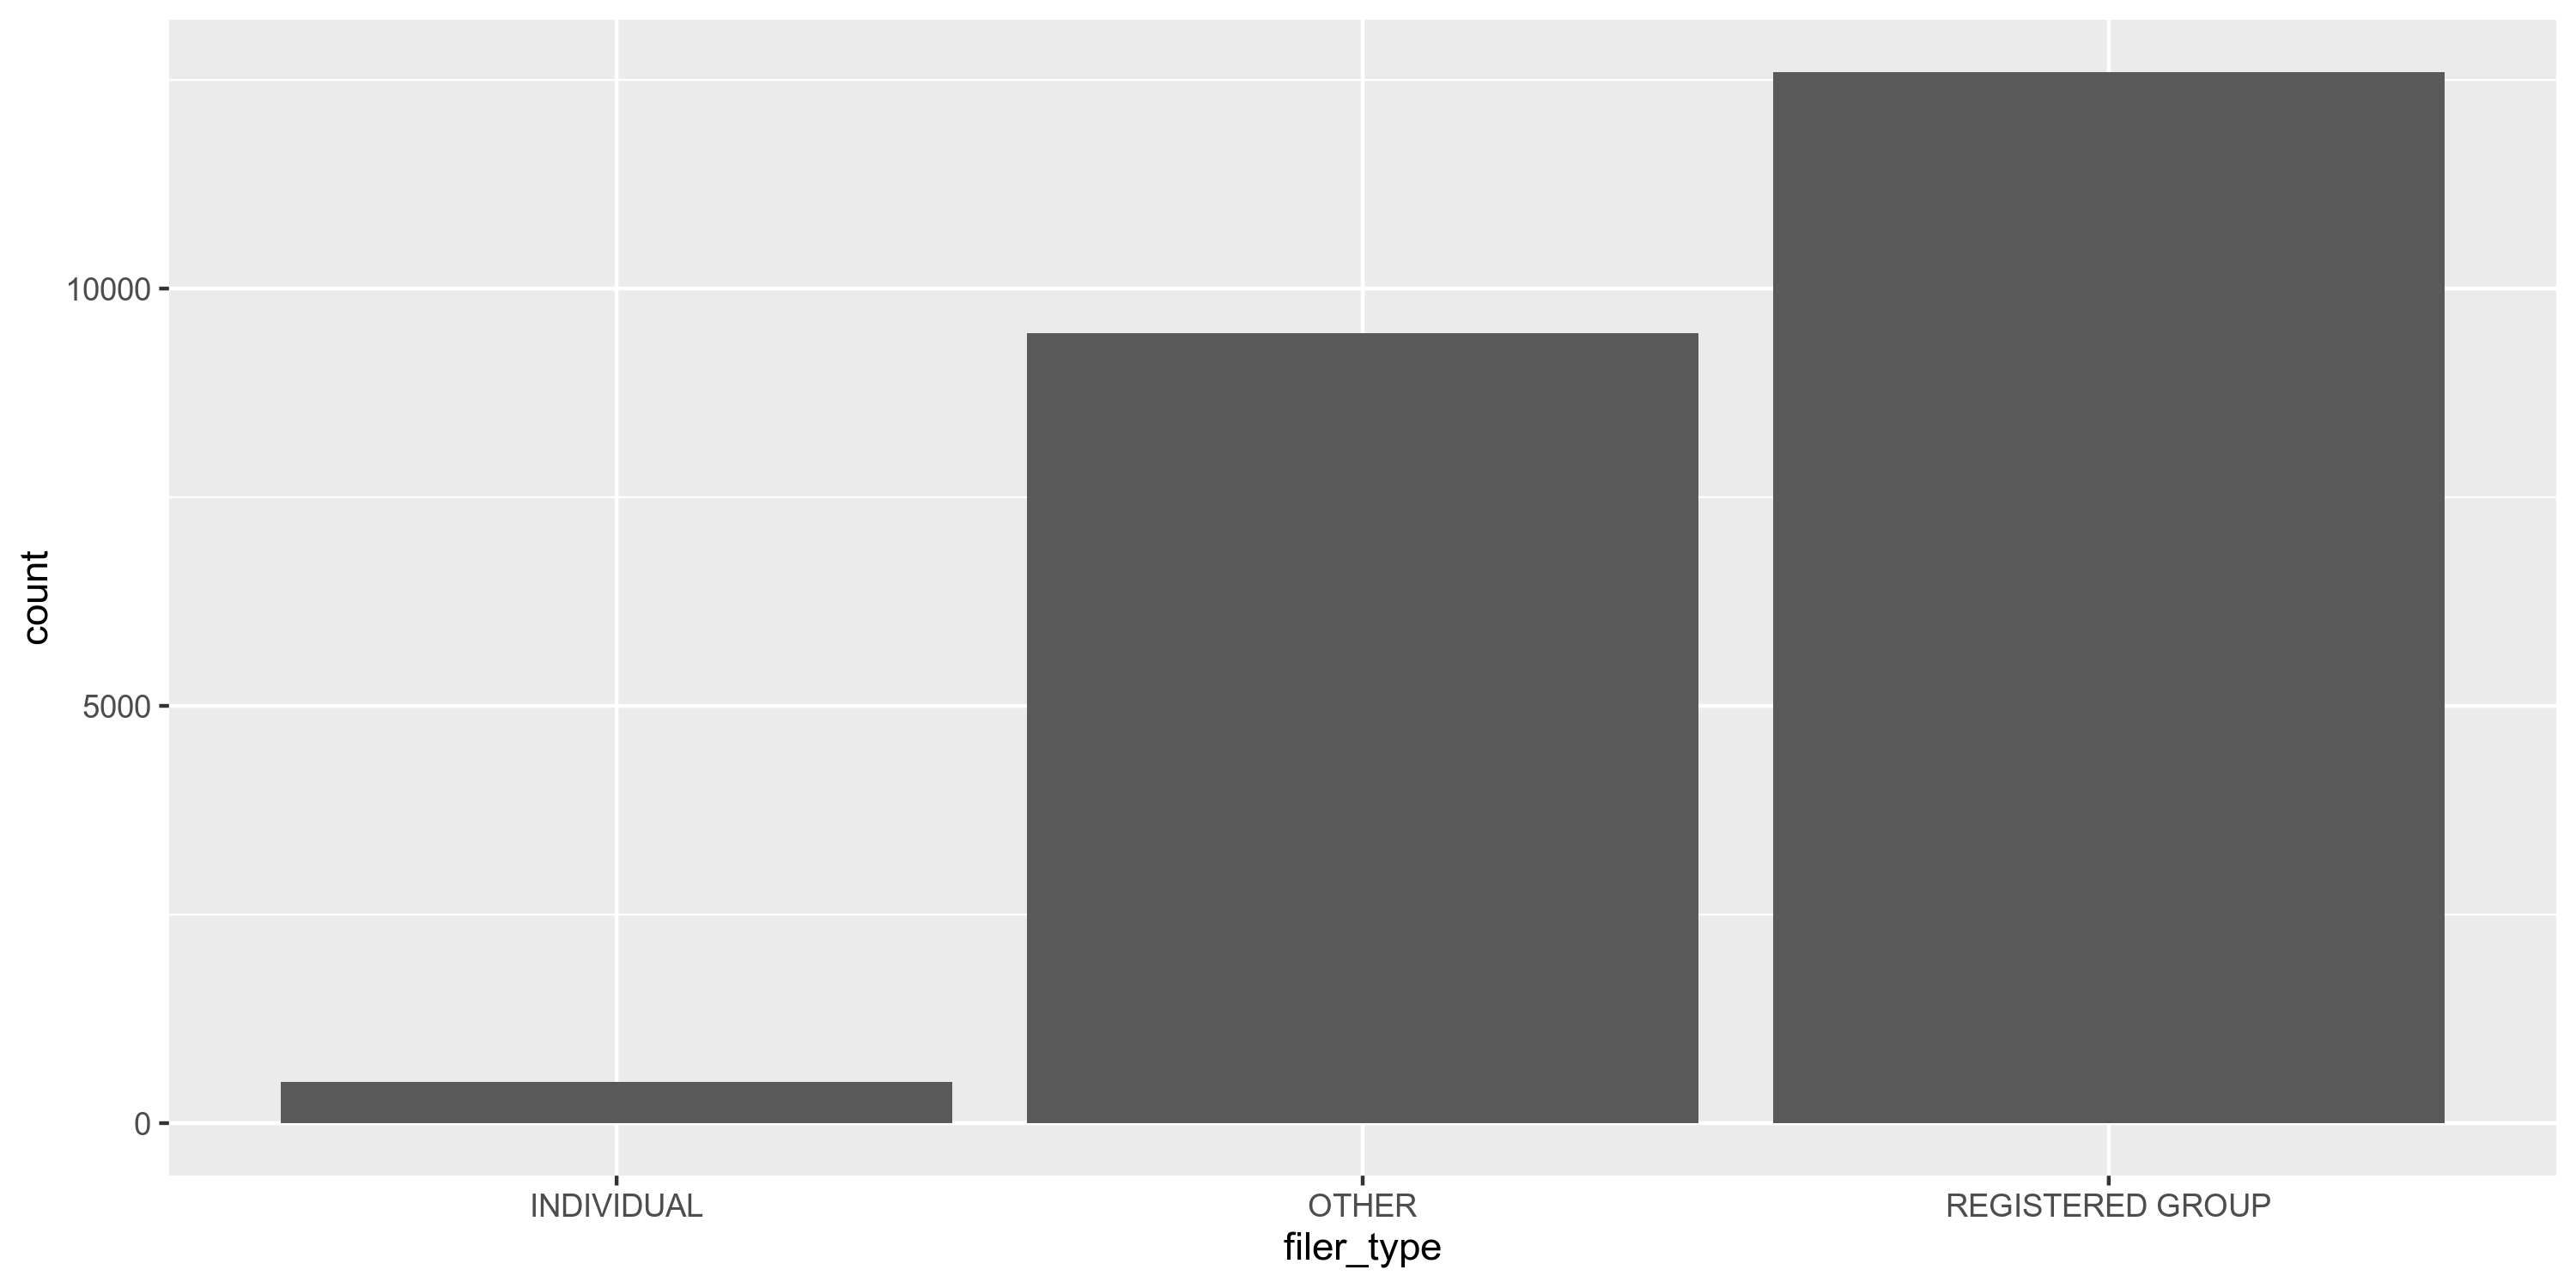 count
10000
5000
0
INDIVIDUAL
OTHER
REGISTERED GROUP
filer_type